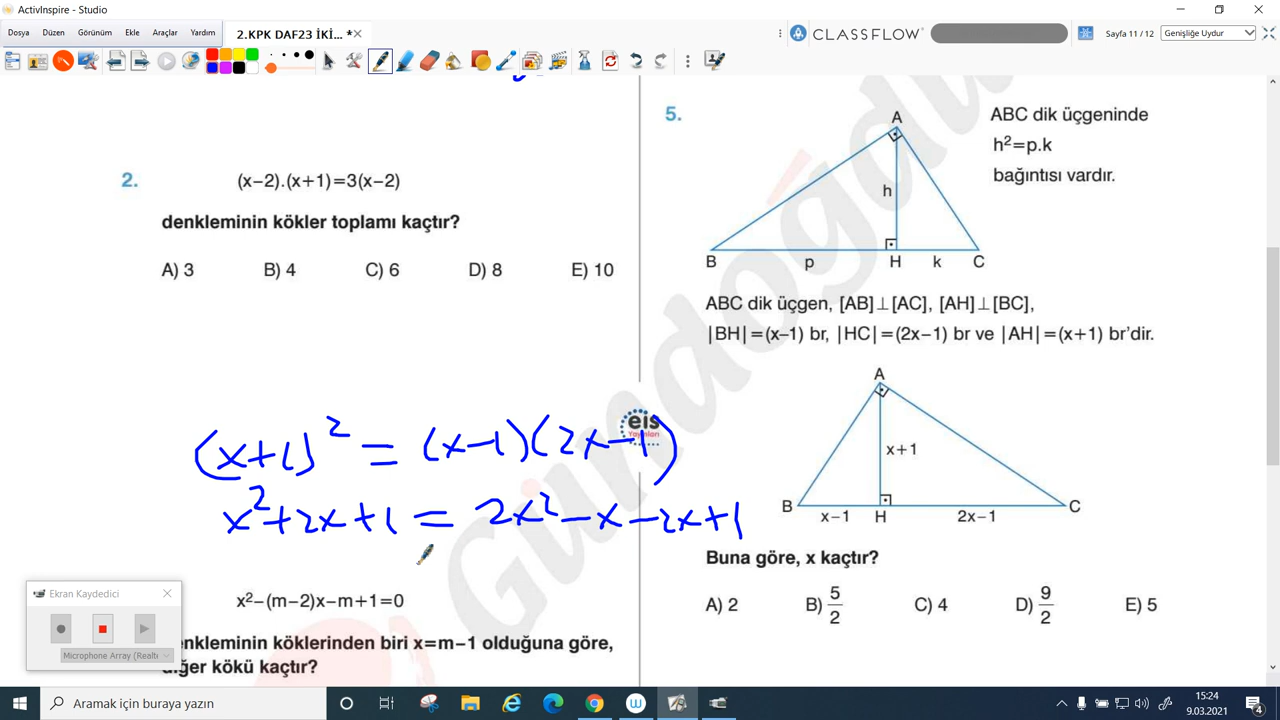 ActivInspire - Studio
Dosya Düzen Görünüm Ekle Araçlar Yardım
2.KPK DAF23 İKİ... *
CLASSFLOW
Sayfa 11 / 12
Genişliğe Uydur
2.
(x−2).(x+1)=3(x−2)
denkleminin kökler toplamı kaçtır?
A) 3 B) 4 C) 6 D) 8 E) 10
(x+1)² = (x-1)(2x-1)
x²+2x+1 = 2x²-x-2x+1
eis
Yayınları
x²−(m−2)x−m+1=0
enkleminin köklerinden biri x=m−1 olduğuna göre,
diğer kökü kaçtır?
Ekran Kaydedici
Microphone Array (Realt
5.
A
h
B p H k C
ABC dik üçgeninde
h²=p.k
bağıntısı vardır.
ABC dik üçgen, [AB]⊥[AC], [AH]⊥[BC],
|BH|=(x−1) br, |HC|=(2x−1) br ve |AH|=(x+1) br'dir.
A
x+1
B x−1 H 2x−1 C
Buna göre, x kaçtır?
A) 2 B) 5/2 C) 4 D) 9/2 E) 5
Gündoğdu
Aramak için buraya yazın
15:24
9.03.2021
4